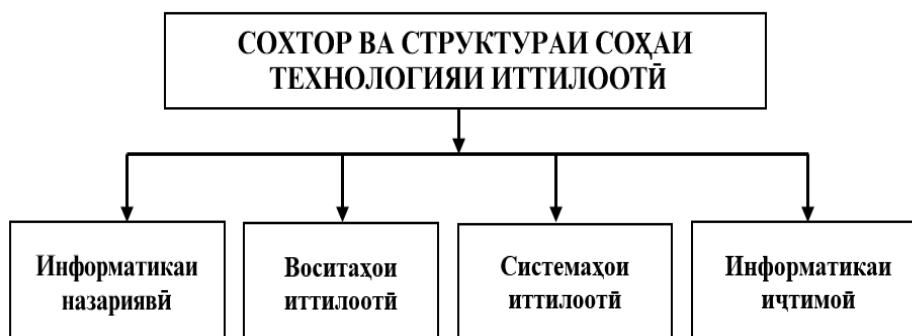 СОХТОР ВА СТРУКТУРАИ СОҲАИ
ТЕХНОЛОГИЯИ ИТТИЛООТӢ
Информатикаи
назариявӣ
Воситаҳои
иттилоотӣ
Системаҳои
иттилоотӣ
Информатикаи
иҷтимоӣ